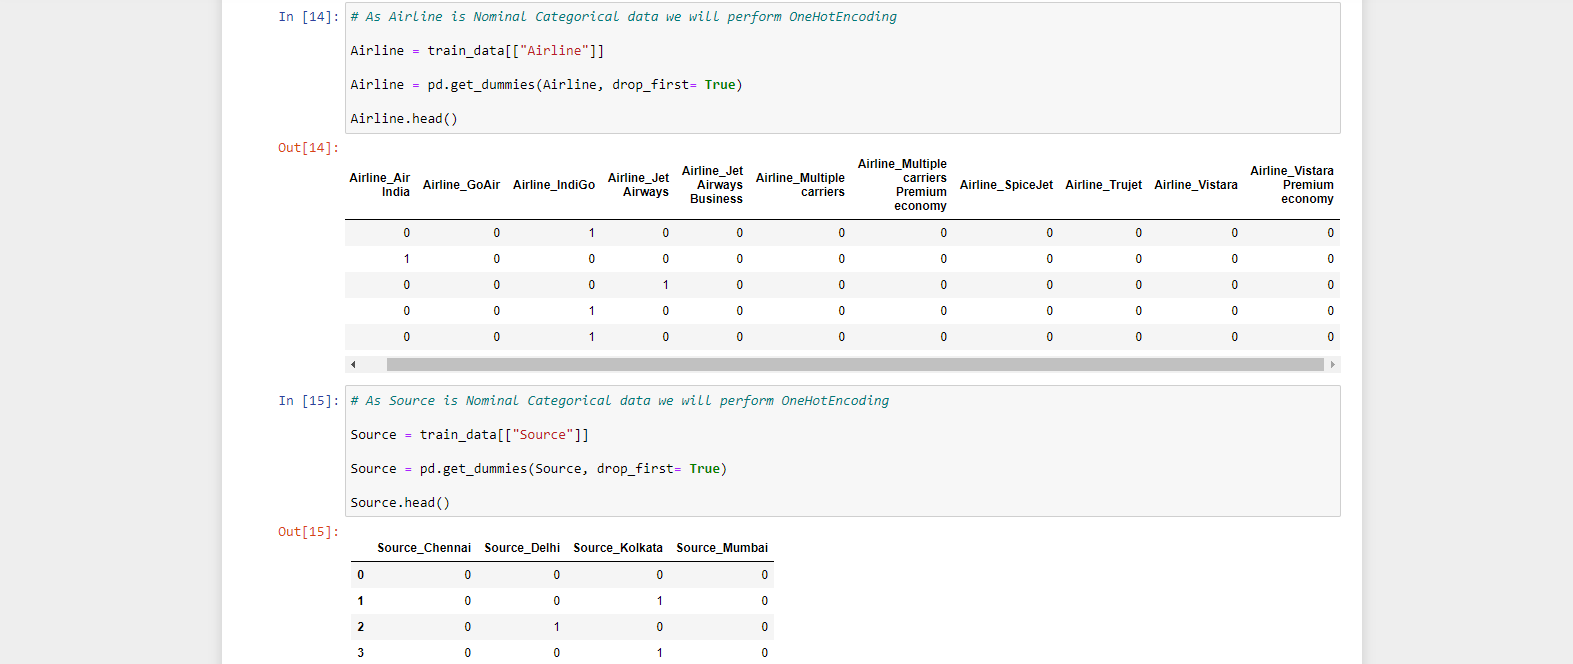 In [14]: # As Airline is Nominal Categorical data we will perform OneHotEncoding
Airline = train_data[["Airline"]]
Airline = pd.get_dummies(Airline, drop_first= True)
Airline.head()
Out[14]:
Airline_Air India Airline_GoAir Airline_IndiGo Airline_Jet Airways Airline_Jet Airways Business Airline_Multiple carriers Airline_Multiple carriers Premium economy Airline_SpiceJet Airline_Trujet Airline_Vistara Airline_Vistara Premium economy
0 0 1 0 0 0 0 0 0 0 0
1 0 0 0 0 0 0 0 0 0 0
0 0 0 1 0 0 0 0 0 0 0
0 0 1 0 0 0 0 0 0 0 0
0 0 1 0 0 0 0 0 0 0 0
In [15]: # As Source is Nominal Categorical data we will perform OneHotEncoding
Source = train_data[["Source"]]
Source = pd.get_dummies(Source, drop_first= True)
Source.head()
Out[15]:
Source_Chennai Source_Delhi Source_Kolkata Source_Mumbai
0 0 0 0 0
1 0 0 1 0
2 0 1 0 0
3 0 0 1 0